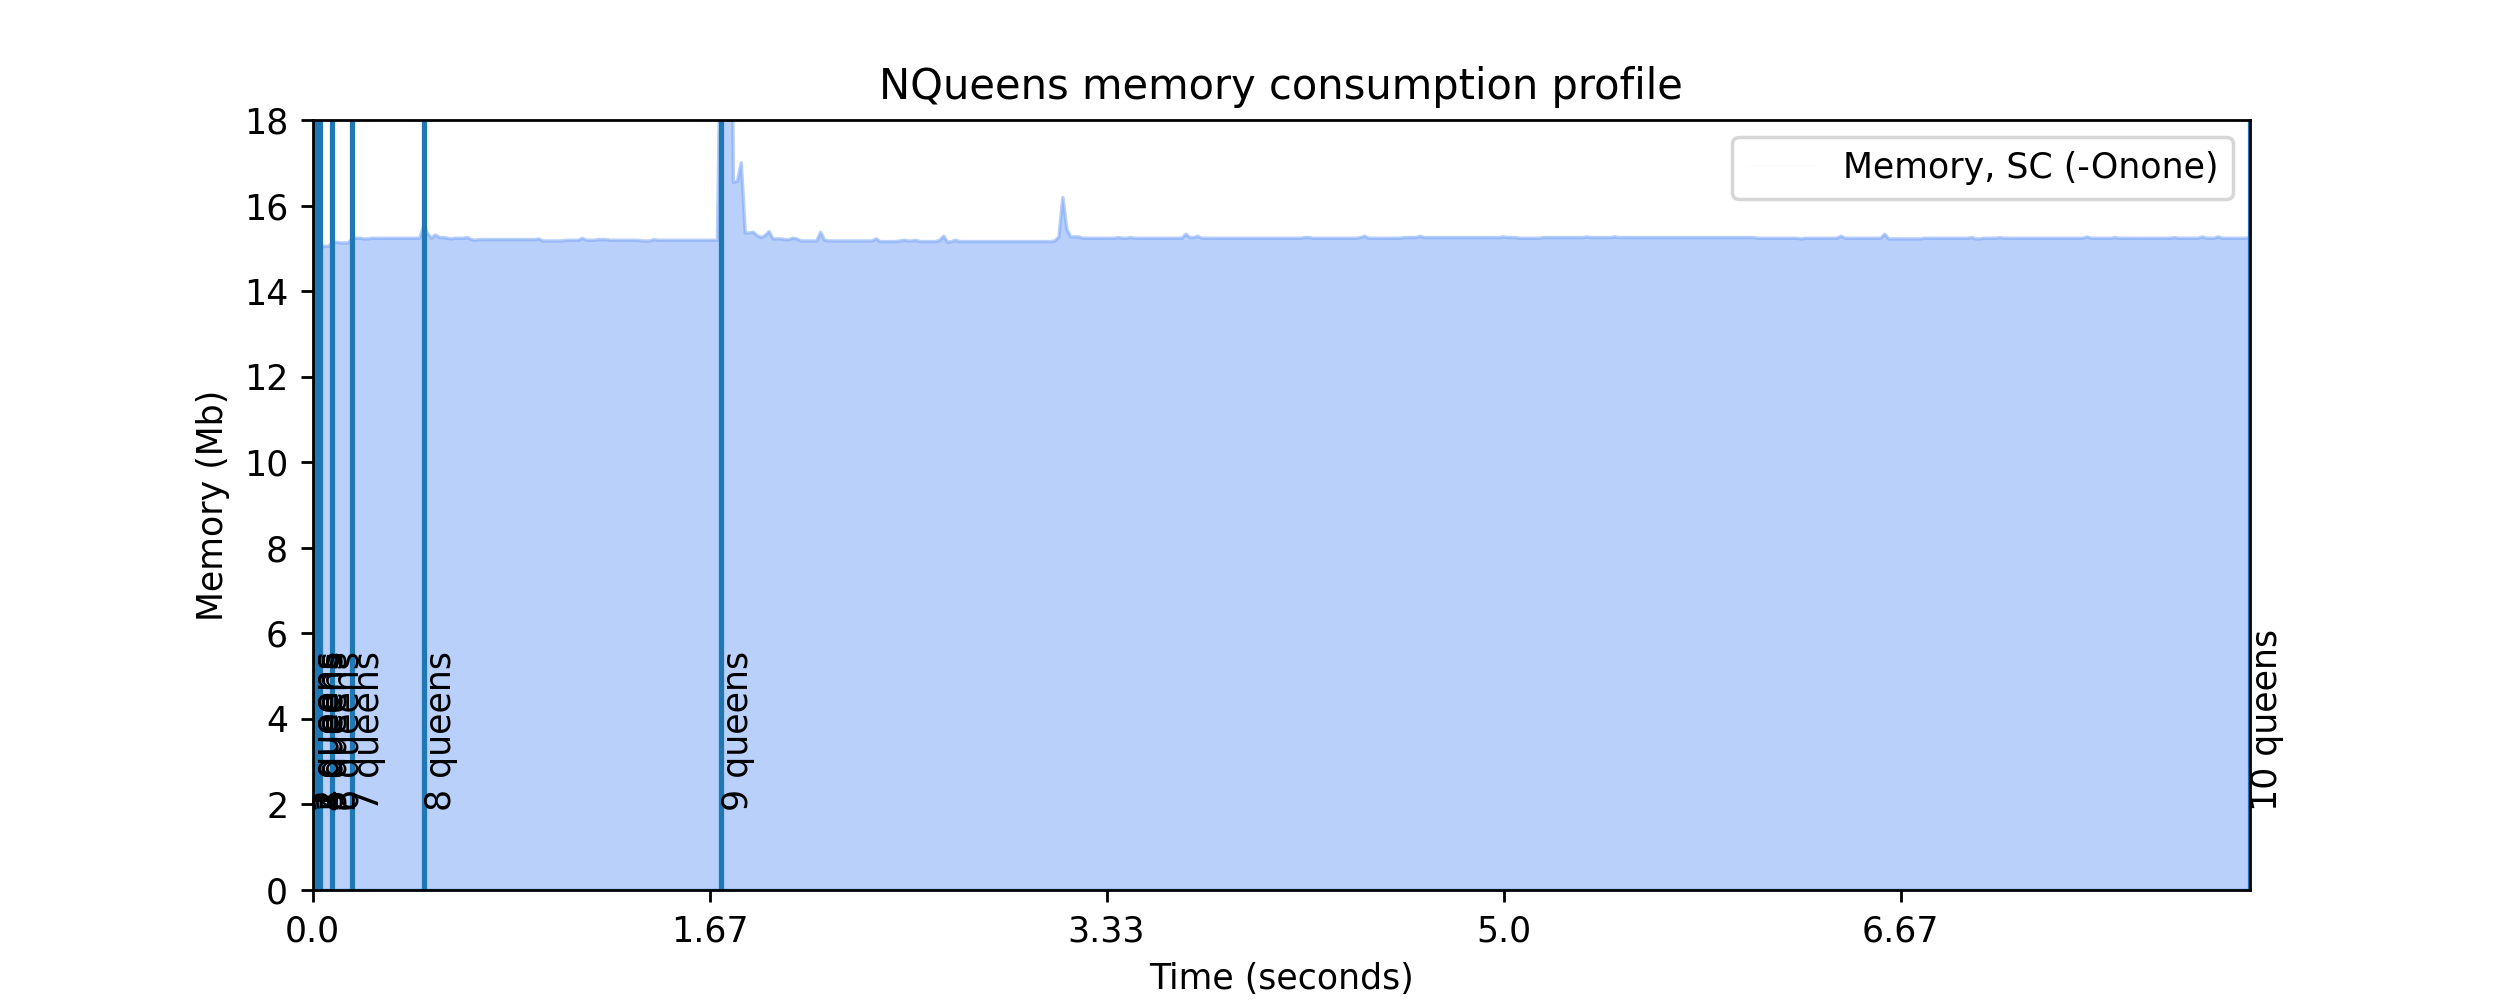 NQueens memory consumption profile
Memory, SC (-Onone)
Memory (Mb)
18
16
14
12
10
8
6
4
2
0
7 queens
8 queens
9 queens
10 queens
0.0
1.67
3.33
5.0
6.67
Time (seconds)